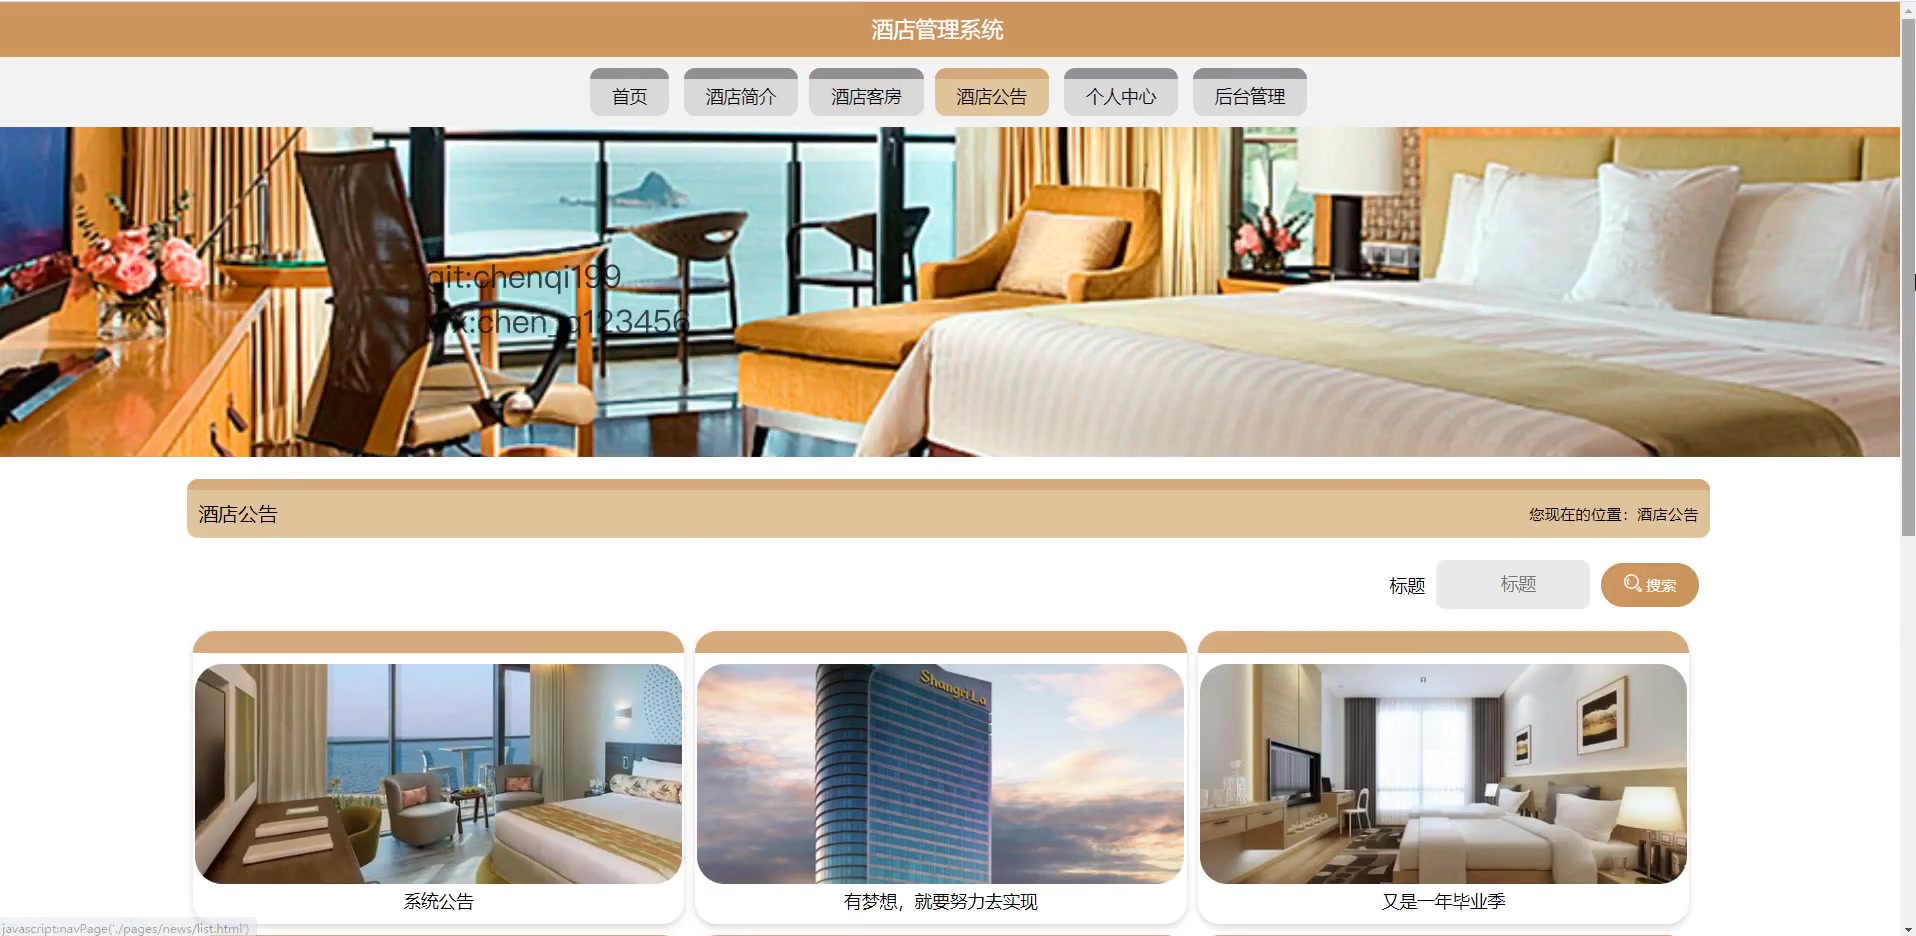 酒店管理系统
首页
酒店简介
酒店客房
酒店公告
个人中心
后台管理
git:chenqi199
x:chen_q123456
酒店公告
您现在的位置：酒店公告
标题
标题
搜索
Shangri-La
系统公告
有梦想，就要努力去实现
又是一年毕业季
javascript:navPage('./pages/news/list.html')